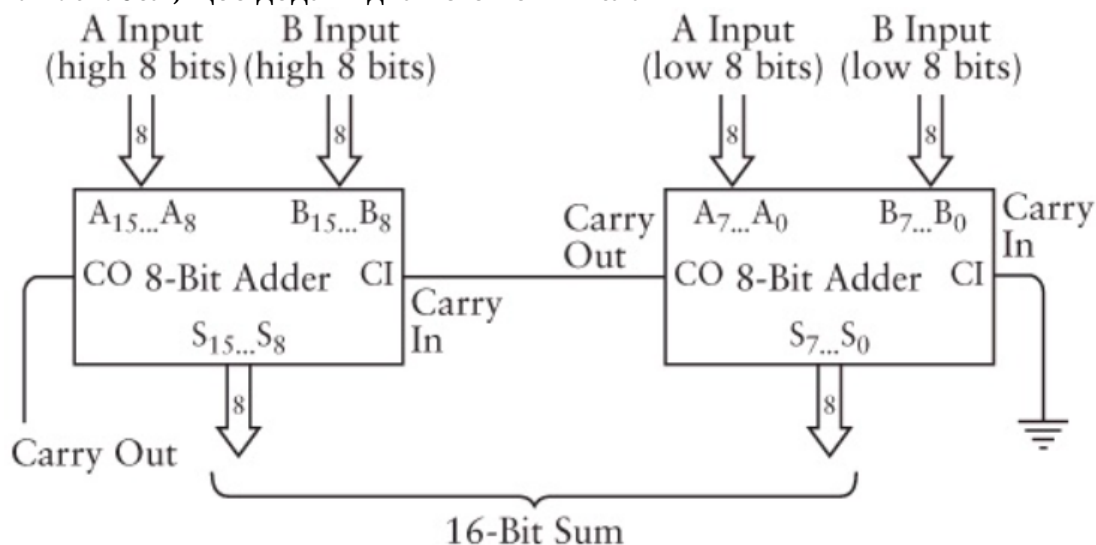 A Input
(high 8 bits)
B Input
(high 8 bits)
A Input
(low 8 bits)
B Input
(low 8 bits)
8
8
8
8
A15...A8
B15...B8
CO 8-Bit Adder CI
S15...S8
Carry
Out
Carry
In
A7...A0
B7...B0
CO 8-Bit Adder CI
S7...S0
Carry
In
8
8
Carry Out
16-Bit Sum